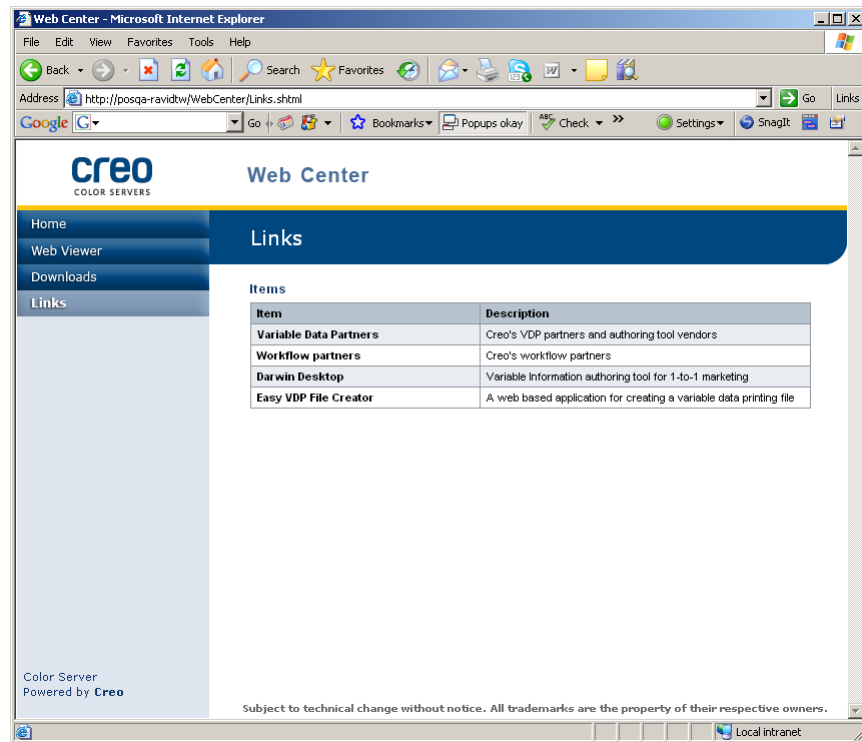 Web Center - Microsoft Internet Explorer
File Edit View Favorites Tools Help
Back Search Favorites
Address http://posqa-ravidtw/WebCenter/Links.shtml Go Links
Google G Go Bookmarks Popups okay ABC Check >> Settings SnagIt
creo
COLOR SERVERS
Web Center
Home
Web Viewer
Downloads
Links
Links
Items
Item Description
Variable Data Partners Creo's VDP partners and authoring tool vendors
Workflow partners Creo's workflow partners
Darwin Desktop Variable Information authoring tool for 1-to-1 marketing
Easy VDP File Creator A web based application for creating a variable data printing file
Color Server
Powered by Creo
Subject to technical change without notice. All trademarks are the property of their respective owners.
Local intranet